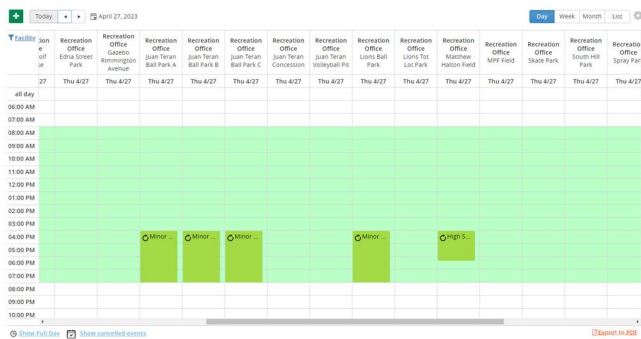 + Today April 27, 2023 Day Week Month List
Facility
Recreation Office Edna Street Park
Recreation Office Gazebo Rimmington Avenue
Recreation Office Juan Teran Ball Park A
Recreation Office Juan Teran Ball Park B
Recreation Office Juan Teran Ball Park C
Recreation Office Juan Teran Concession
Recreation Office Juan Teran Volleyball Pit
Recreation Office Lions Ball Park
Recreation Office Lions Tot Lot Park
Recreation Office Matthew Halton Field
Recreation Office MPF Field
Recreation Office Skate Park
Recreation Office South Hill Park
Recreatio Office Spray Par
/27 Thu 4/27 Thu 4/27 Thu 4/27 Thu 4/27 Thu 4/27 Thu 4/27 Thu 4/27 Thu 4/27 Thu 4/27 Thu 4/27 Thu 4/27 Thu 4/27 Thu 4/27 Thu 4/27
all day
06:00 AM
07:00 AM
08:00 AM
09:00 AM
10:00 AM
11:00 AM
12:00 PM
01:00 PM
02:00 PM
03:00 PM
04:00 PM Minor ... Minor ... Minor ... Minor ... High S...
05:00 PM
06:00 PM
07:00 PM
08:00 PM
09:00 PM
10:00 PM
Show Full Day Show cancelled events Export to PDF